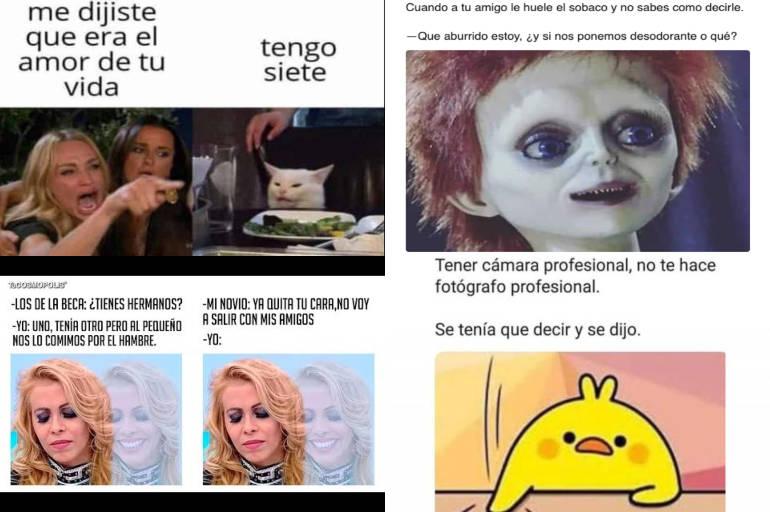 me dijiste
que era el
amor de tu
vida
tengo
siete
-LOS DE LA BECA: ¿TIENES HERMANOS?
-YO: UNO, TENÍA OTRO PERO AL PEQUEÑO
NOS LO COMIMOS POR EL HAMBRE.
-MI NOVIO: YA QUITA TU CARA,NO VOY
A SALIR CON MIS AMIGOS
-YO:
Cuando a tu amigo le huele el sobaco y no sabes como decirle.
—Que aburrido estoy, ¿y si nos ponemos desodorante o qué?
Tener cámara profesional, no te hace
fotógrafo profesional.
Se tenía que decir y se dijo.